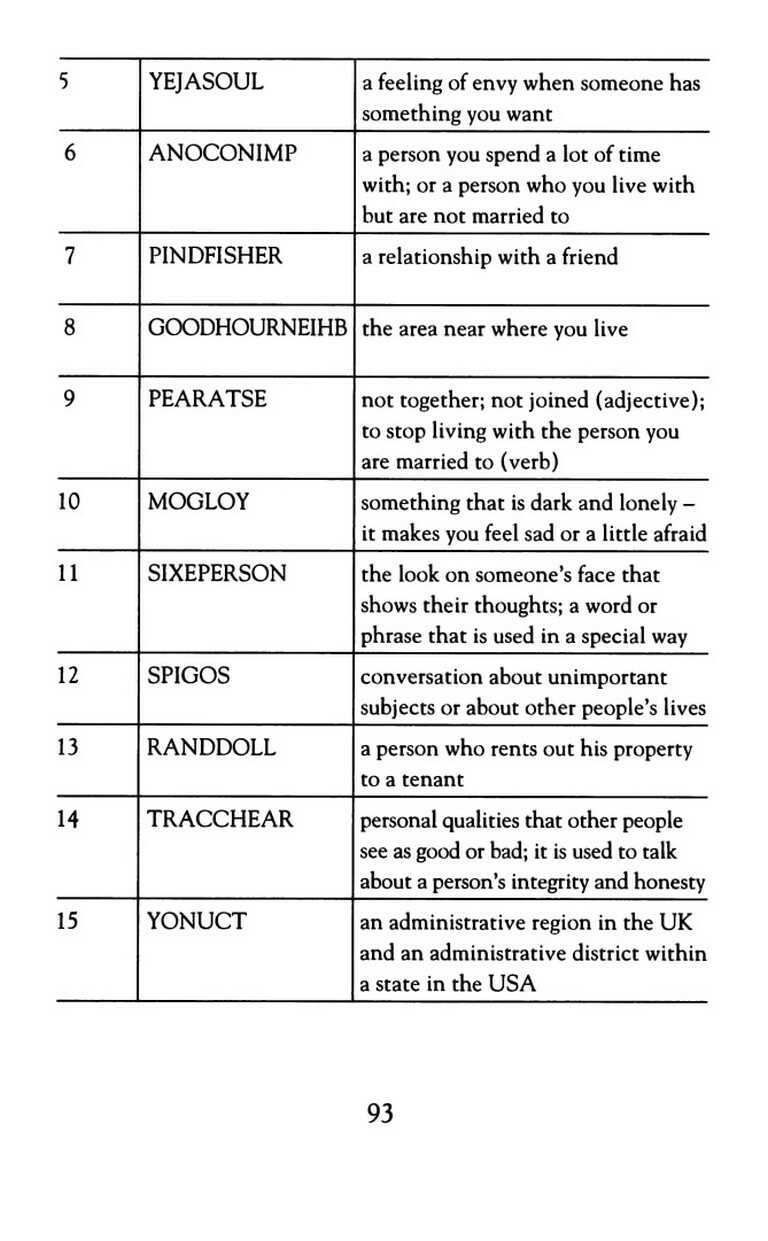 5 YEJASOUL a feeling of envy when someone has
something you want
6 ANOCONIMP a person you spend a lot of time
with; or a person who you live with
but are not married to
7 PINDFISHER a relationship with a friend
8 GOODHOURNEIHB the area near where you live
9 PEARATSE not together; not joined (adjective);
to stop living with the person you
are married to (verb)
10 MOGLOY something that is dark and lonely –
it makes you feel sad or a little afraid
11 SIXEPERSON the look on someone's face that
shows their thoughts; a word or
phrase that is used in a special way
12 SPIGOS conversation about unimportant
subjects or about other people's lives
13 RANDDOLL a person who rents out his property
to a tenant
14 TRACCHEAR personal qualities that other people
see as good or bad; it is used to talk
about a person's integrity and honesty
15 YONUCT an administrative region in the UK
and an administrative district within
a state in the USA
93